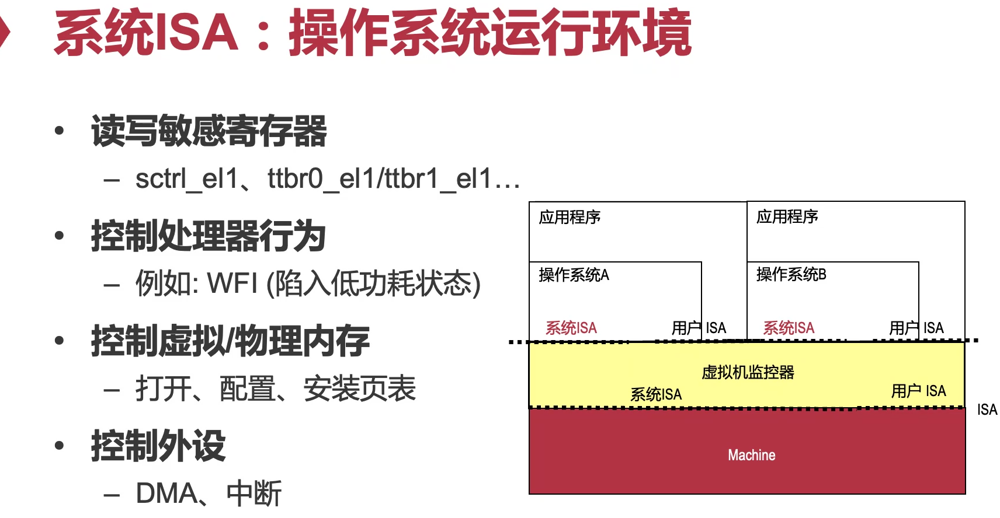 系统ISA：操作系统运行环境
• 读写敏感寄存器
– sctrl_el1、ttbr0_el1/ttbr1_el1…
• 控制处理器行为
– 例如: WFI (陷入低功耗状态)
• 控制虚拟/物理内存
– 打开、配置、安装页表
• 控制外设
– DMA、中断
应用程序
应用程序
操作系统A
操作系统B
系统ISA
用户 ISA
系统ISA
用户 ISA
虚拟机监控器
系统ISA
用户 ISA
ISA
Machine